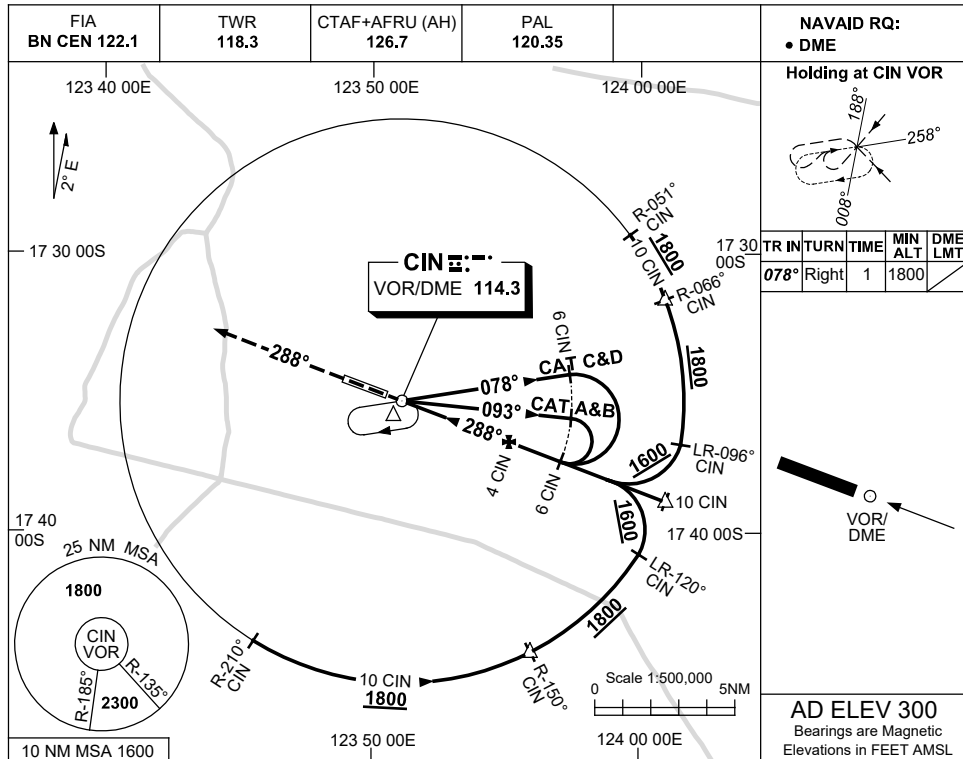 FIA
BN CEN 122.1
TWR
118.3
CTAF+AFRU (AH)
126.7
PAL
120.35
NAVAID RQ:
• DME
123 40 00E
123 50 00E
124 00 00E
2° E
17 30 00S
17 30
00S
R-051°
CIN
10 CIN
1800
R-066°
CIN
CIN
VOR/DME 114.3
6 CIN
CAT C&D
078°
CAT A&B
093°
288°
288°
1800
4 CIN
6 CIN
LR-096°
CIN
1600
10 CIN
1600
17 40
00S
17 40 00S
LR-120°
CIN
1800
25 NM MSA
1800
CIN
VOR
R-185°
R-135°
2300
10 NM MSA 1600
R-210°
CIN
10 CIN
1800
R-150°
CIN
Scale 1:500,000
0
5NM
123 50 00E
124 00 00E
Holding at CIN VOR
188°
258°
008°
TR IN TURN TIME MIN ALT DME LMT
078° Right 1 1800
VOR/
DME
AD ELEV 300
Bearings are Magnetic
Elevations in FEET AMSL